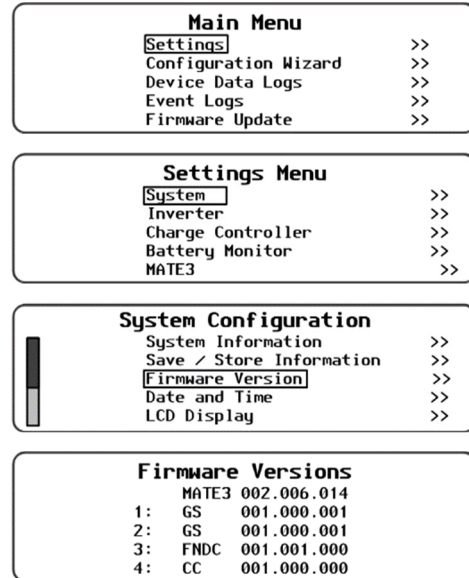 Main Menu
Settings >>
Configuration Wizard >>
Device Data Logs >>
Event Logs >>
Firmware Update >>
Settings Menu
System >>
Inverter >>
Charge Controller >>
Battery Monitor >>
MATE3 >>
System Configuration
System Information >>
Save / Store Information >>
Firmware Version >>
Date and Time >>
LCD Display >>
Firmware Versions
MATE3 002.006.014
1: GS 001.000.001
2: GS 001.000.001
3: FNDC 001.001.000
4: CC 001.000.000